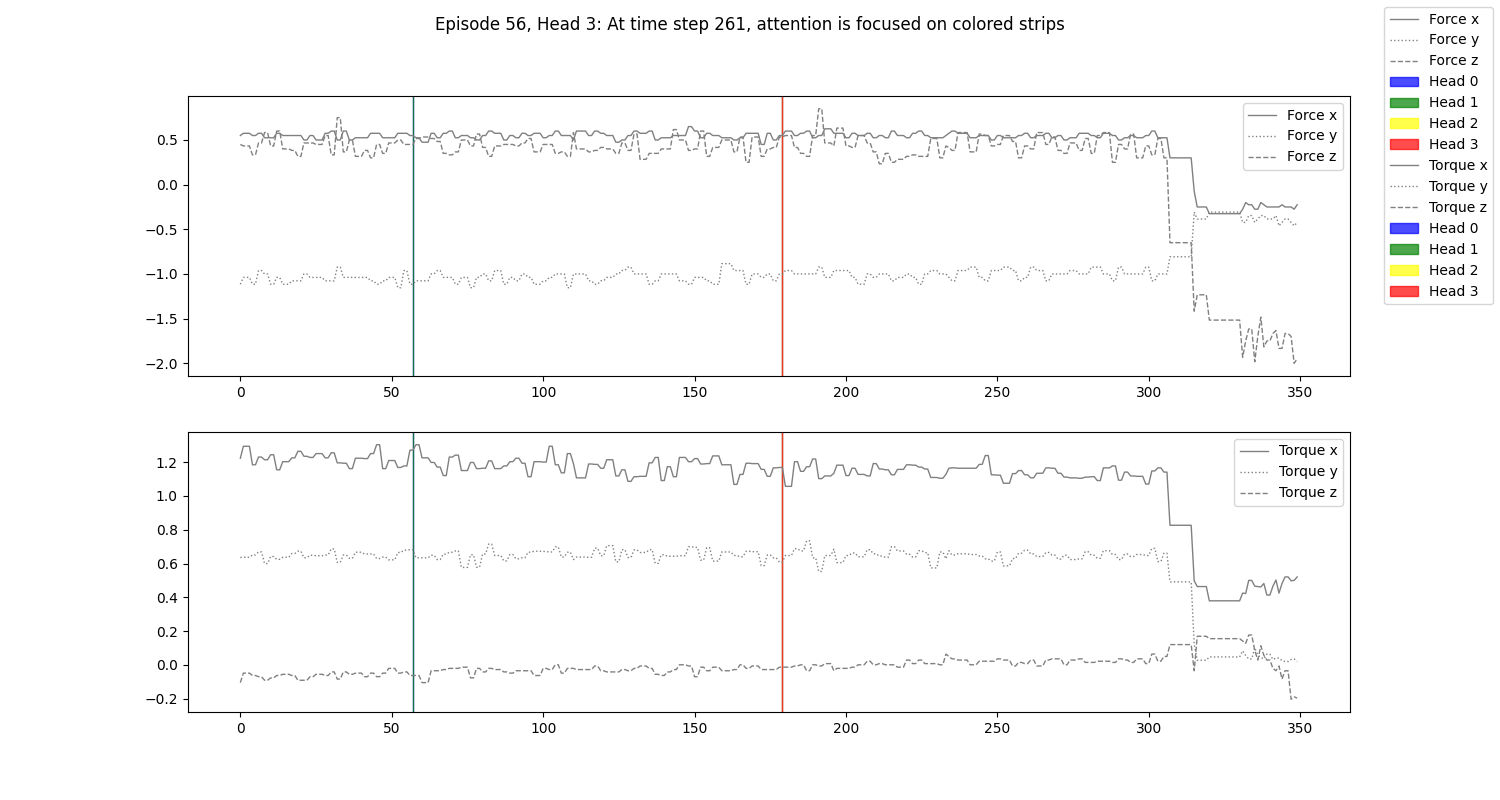 Episode 56, Head 3: At time step 261, attention is focused on colored strips
Force x
Force y
Force z
Head 0
Head 1
Head 2
Head 3
Torque x
Torque y
Torque z
Head 0
Head 1
Head 2
Head 3
Force x
Force y
Force z
0.5
0.0
−0.5
−1.0
−1.5
−2.0
0 50 100 150 200 250 300 350
Torque x
Torque y
Torque z
1.2
1.0
0.8
0.6
0.4
0.2
0.0
−0.2
0 50 100 150 200 250 300 350